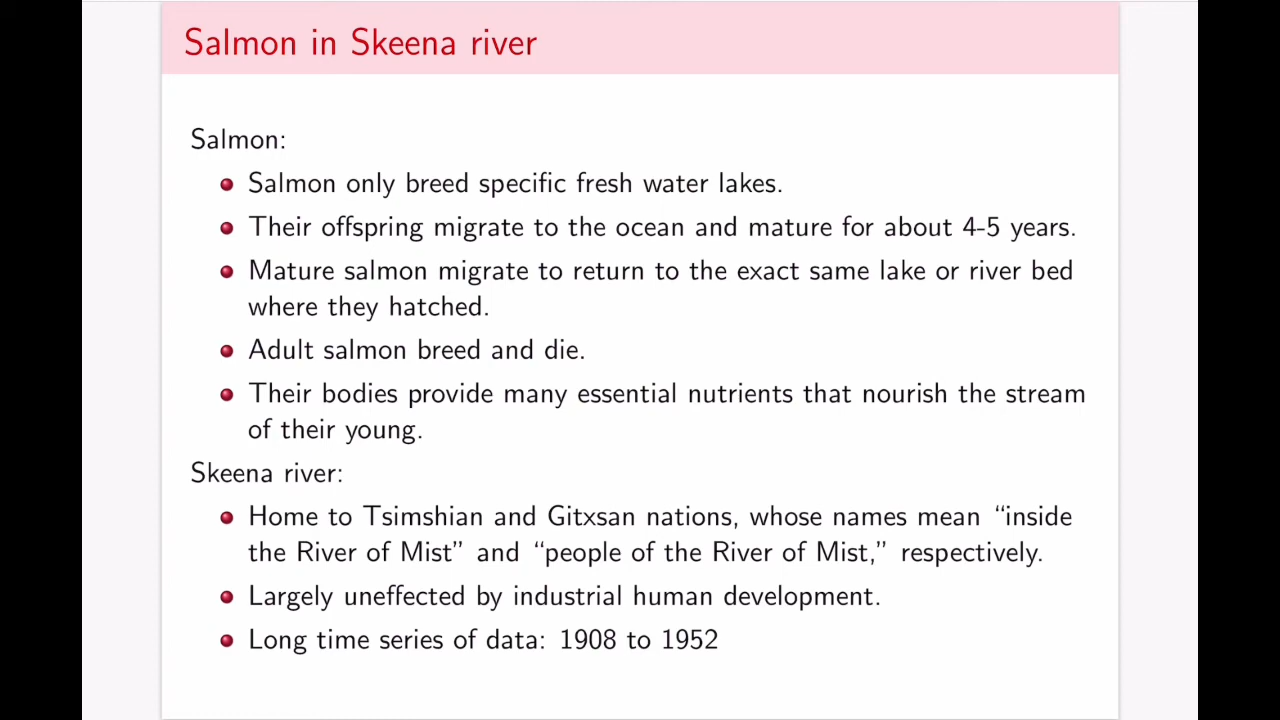 Salmon in Skeena river
Salmon:
Salmon only breed specific fresh water lakes.
Their offspring migrate to the ocean and mature for about 4-5 years.
Mature salmon migrate to return to the exact same lake or river bed
where they hatched.
Adult salmon breed and die.
Their bodies provide many essential nutrients that nourish the stream
of their young.
Skeena river:
Home to Tsimshian and Gitxsan nations, whose names mean “inside
the River of Mist” and “people of the River of Mist,” respectively.
Largely uneffected by industrial human development.
Long time series of data: 1908 to 1952